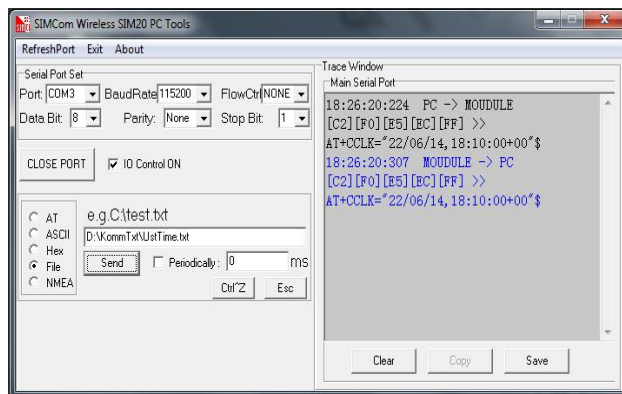 SIMCom Wireless SIM20 PC Tools
RefreshPort Exit About
Serial Port Set
Port: COM3 BaudRate 115200 FlowCtrl NONE
Data Bit: 8 Parity: None Stop Bit: 1
CLOSE PORT IO Control ON
AT
ASCII
Hex
File
NMEA
e.g.C:\test.txt
D:\KommTxt\UstTime.txt
Send Periodically: 0 ms
Ctrl^Z Esc
Trace Window
Main Serial Port
18:26:20:224 PC -> MOUDULE
[C2][F0][E5][EC][FF] >>
AT+CCLK="22/06/14,18:10:00+00"$
18:26:20:307 MOUDULE -> PC
[C2][F0][E5][EC][FF] >>
AT+CCLK="22/06/14,18:10:00+00"$
Clear Copy Save